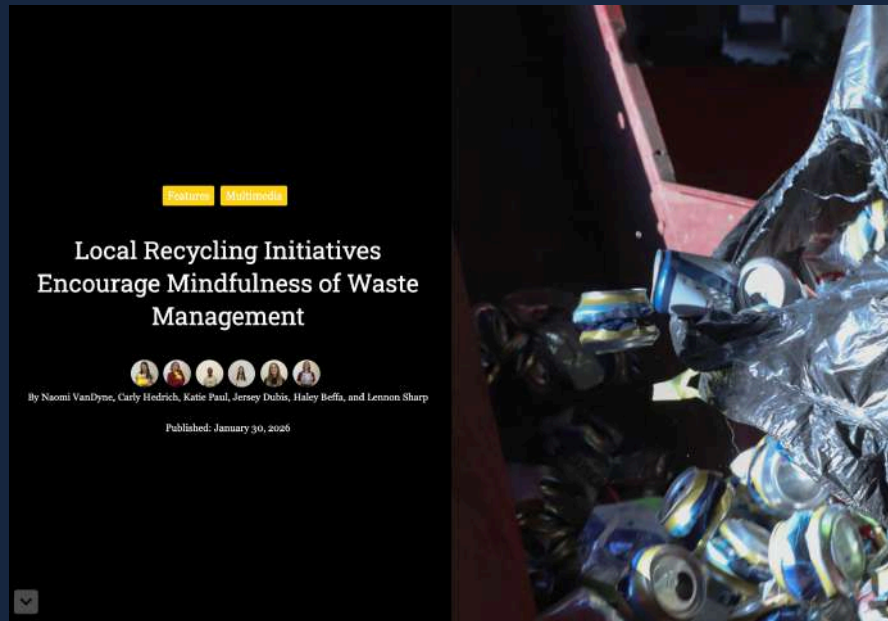 Features Multimedia
Local Recycling Initiatives
Encourage Mindfulness of Waste
Management
By Naomi VanDyne, Carly Hedrich, Katie Paul, Jersey Dubis, Haley Beffa, and Lennon Sharp
Published: January 30, 2026